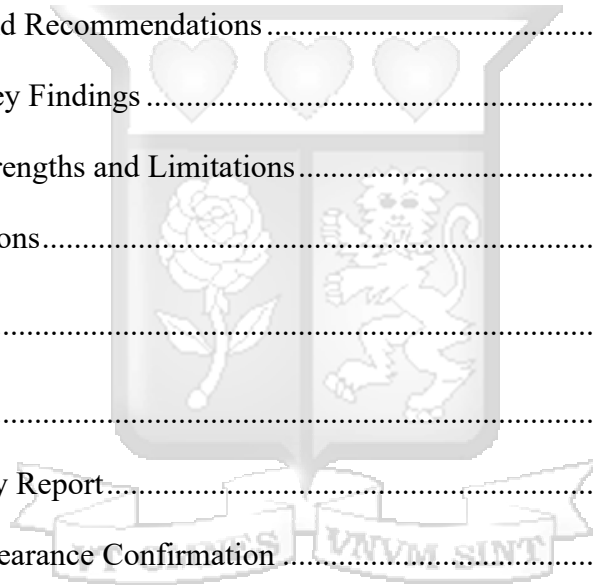 d Recommendations
ey Findings
rengths and Limitations
ons
y Report
earance Confirmation
VNVM SINT